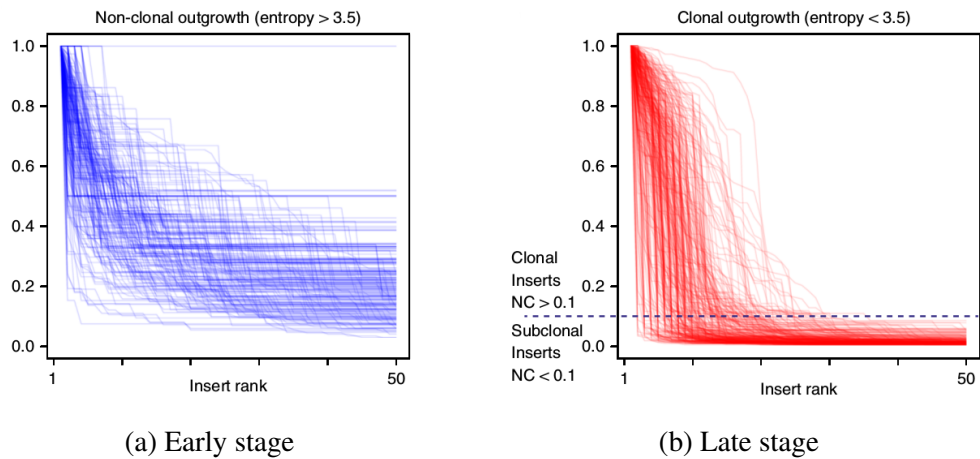 Non-clonal outgrowth (entropy > 3.5)
1.0
0.8
0.6
0.4
0.2
0.0
1
50
Insert rank
(a) Early stage
Clonal outgrowth (entropy < 3.5)
1.0
0.8
0.6
0.4
0.2
0.0
Clonal
Inserts
NC > 0.1
Subclonal
Inserts
NC < 0.1
1
50
Insert rank
(b) Late stage